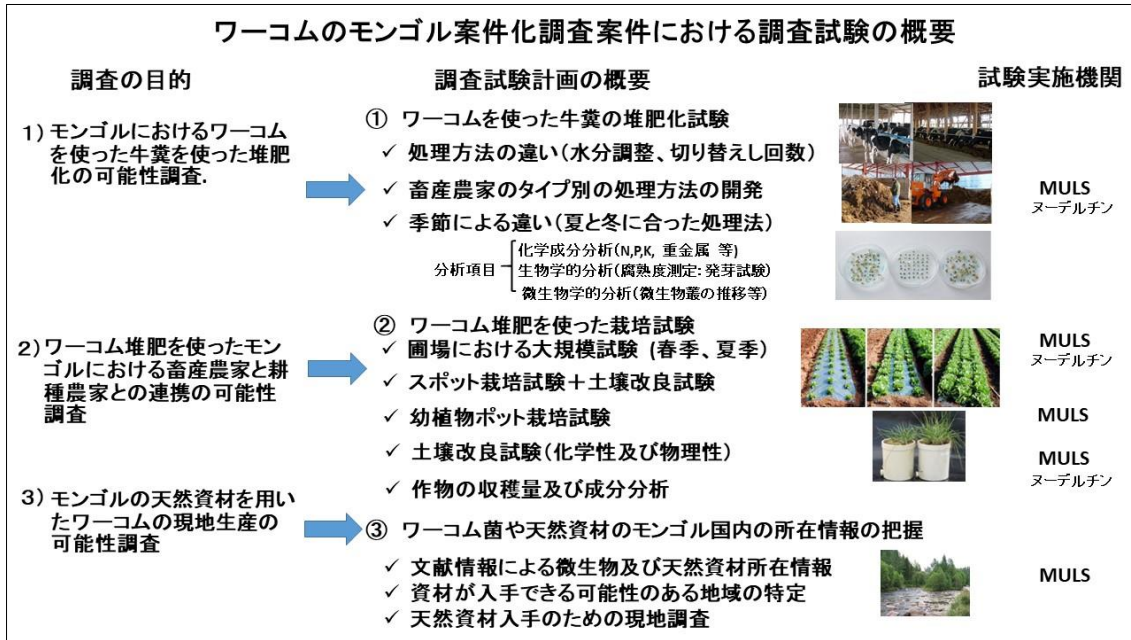 ワーコムのモンゴル案件化調査案件における調査試験の概要
調査の目的
調査試験計画の概要
試験実施機関
1) モンゴルにおけるワーコム
を使った牛糞を使った堆肥
化の可能性調査.
① ワーコムを使った牛糞の堆肥化試験
✓ 処理方法の違い(水分調整、切り替えし回数)
✓ 畜産農家のタイプ別の処理方法の開発
✓ 季節による違い(夏と冬に合った処理法)
分析項目
化学成分分析(N,P,K, 重金属 等)
生物学的分析(腐熟度測定: 発芽試験)
微生物学的分析(微生物叢の推移等)
MULS
ヌーデルチン
2) ワーコム堆肥を使ったモン
ゴルにおける畜産農家と耕
種農家との連携の可能性
調査
② ワーコム堆肥を使った栽培試験
✓ 圃場における大規模試験 (春季、夏季)
✓ スポット栽培試験+土壌改良試験
✓ 幼植物ポット栽培試験
✓ 土壌改良試験(化学性及び物理性)
✓ 作物の収穫量及び成分分析
MULS
ヌーデルチン
MULS
MULS
ヌーデルチン
3) モンゴルの天然資材を用い
たワーコムの現地生産の
可能性調査
③ ワーコム菌や天然資材のモンゴル国内の所在情報の把握
✓ 文献情報による微生物及び天然資材所在情報
✓ 資材が入手できる可能性のある地域の特定
✓ 天然資材入手のための現地調査
MULS